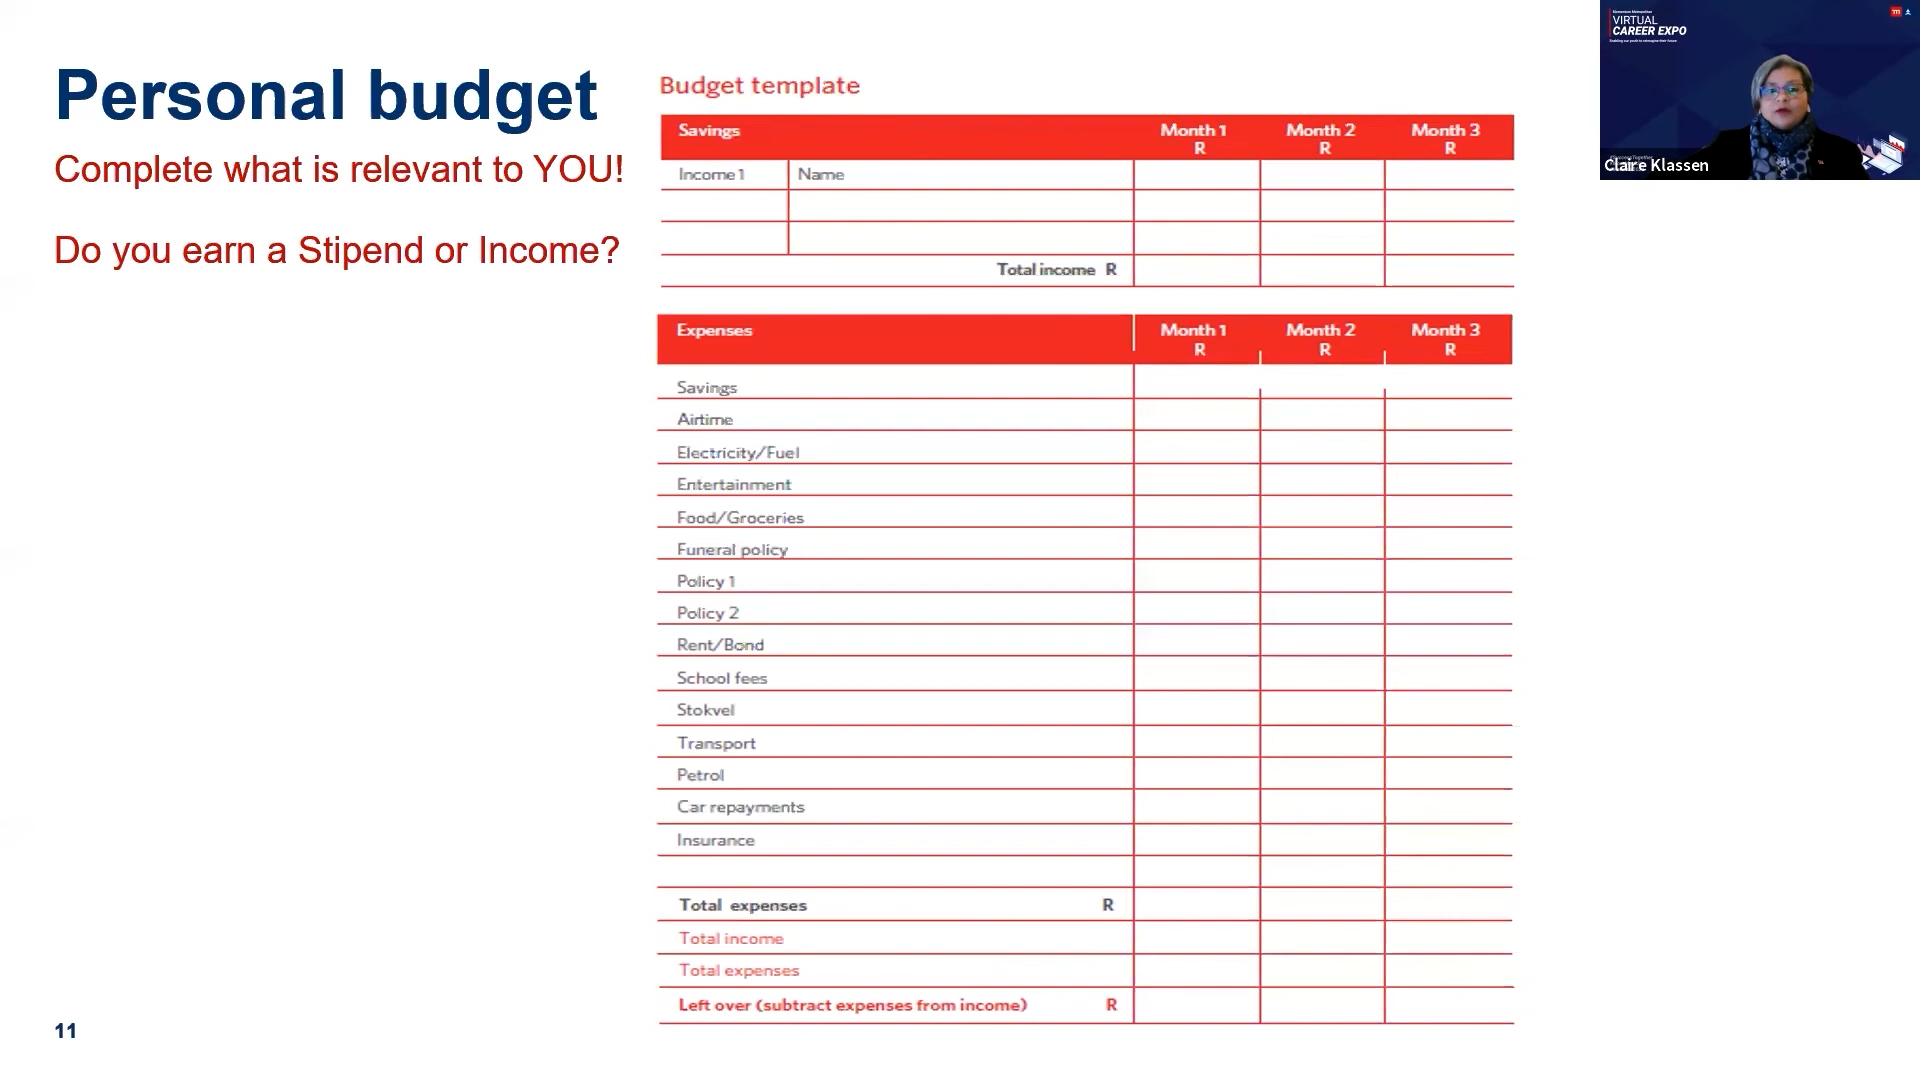 Personal budget
Complete what is relevant to YOU!
Do you earn a Stipend or Income?
Budget template
Savings Month 1 Month 2 Month 3
R R R
Income 1 Name
Total income R
Expenses Month 1 Month 2 Month 3
R R R
Savings
Airtime
Electricity/Fuel
Entertainment
Food/Groceries
Funeral policy
Policy 1
Policy 2
Rent/Bond
School fees
Stokvel
Transport
Petrol
Car repayments
Insurance
Total expenses R
Total income
Total expenses
Left over (subtract expenses from income) R
11
Momentum Metropolitan
VIRTUAL
CAREER EXPO
Claire Klassen